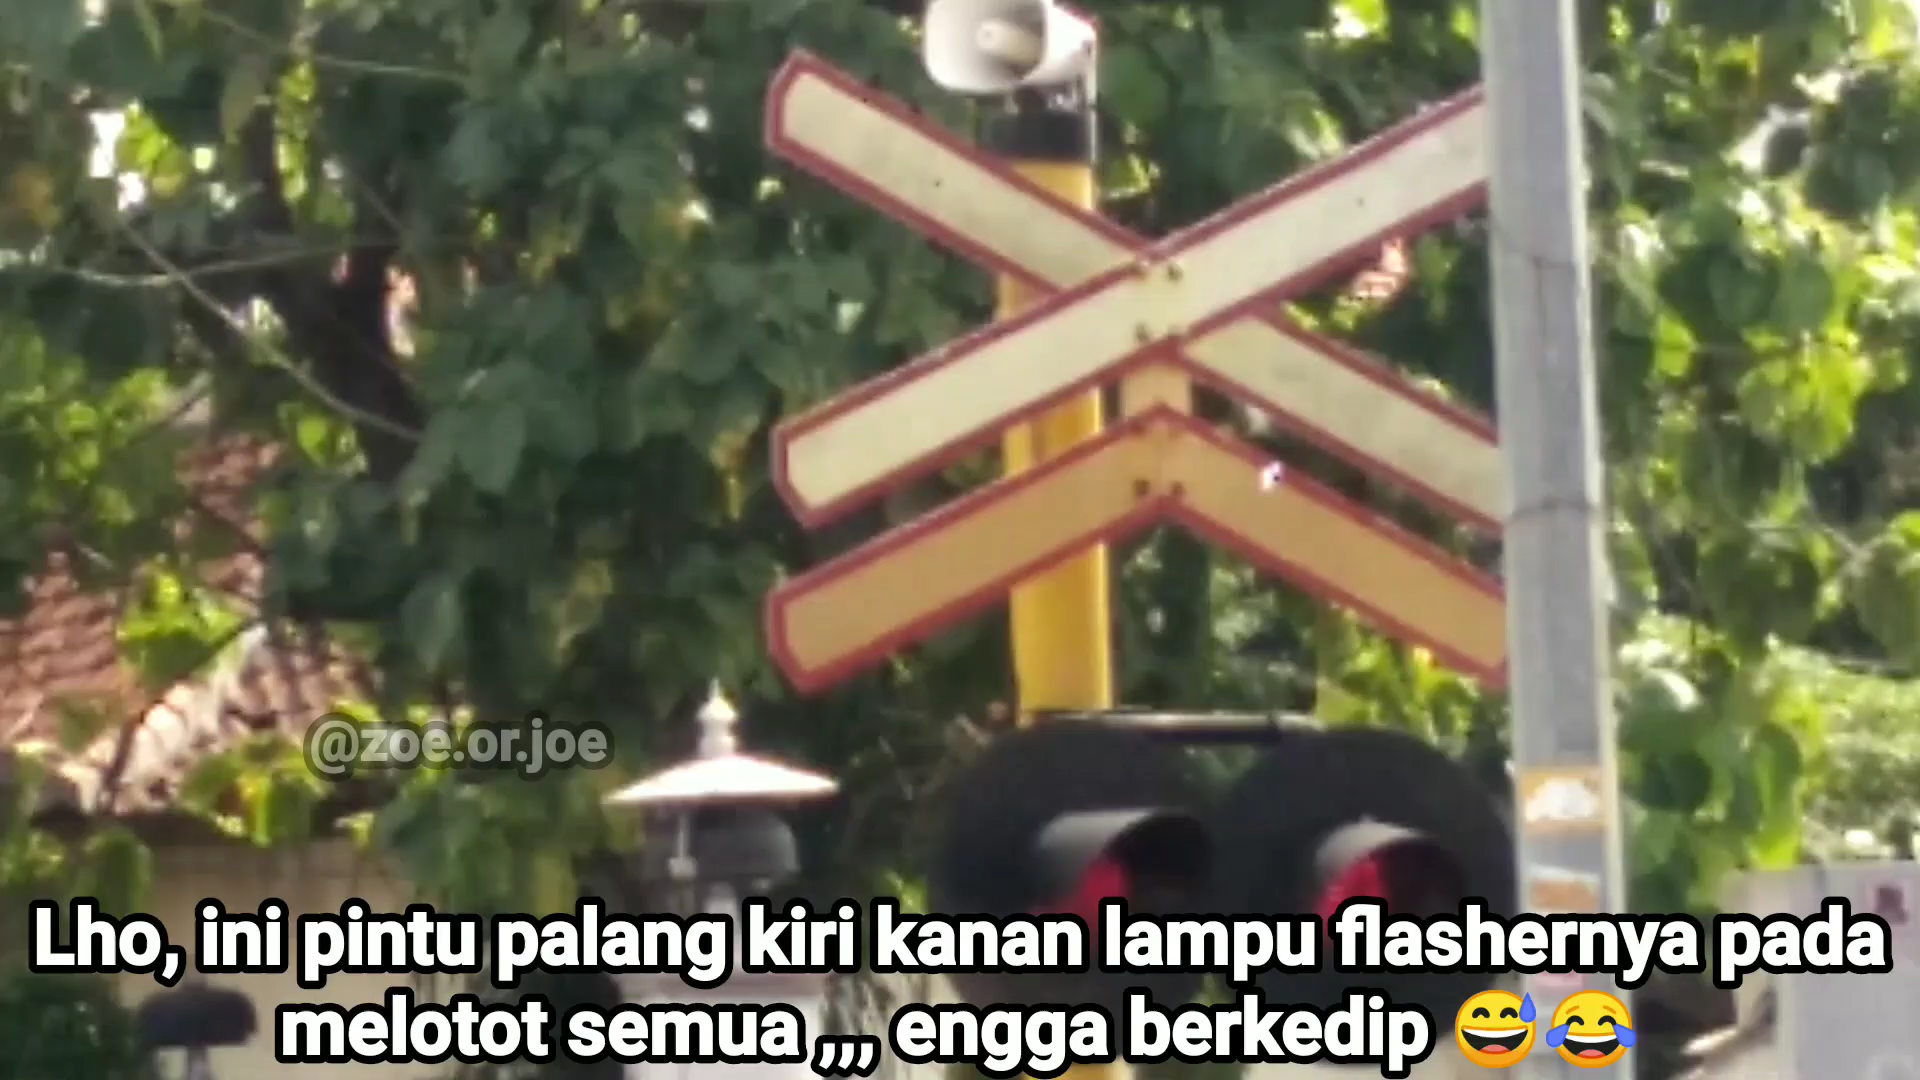 @zoe.or.joe
Lho, ini pintu palang kiri kanan lampu flashernya pada
melotot semua ,,, engga berkedip 😅😂